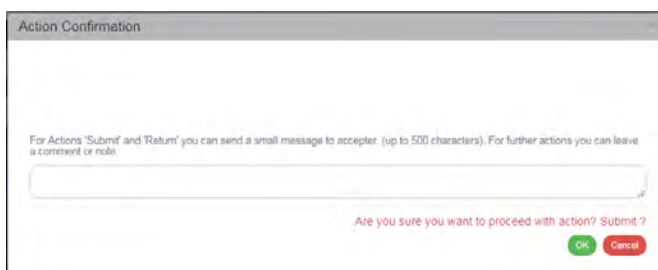 Action Confirmation
For Actions 'Submit' and 'Return' you can send a small message to accepter. (up to 500 characters). For further actions you can leave
a comment or note.
Are you sure you want to proceed with action? Submit ?
OK Cancel